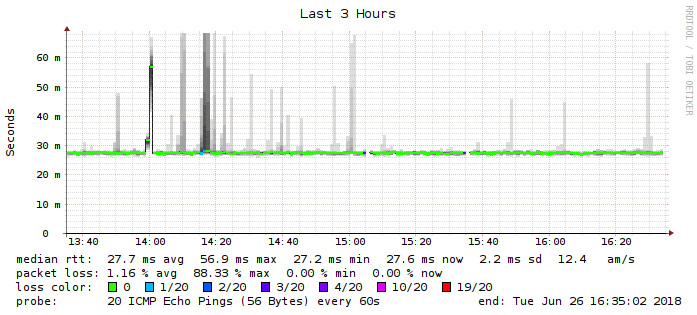 Last 3 Hours
RRDTOOL / TOBI OETIKER
Seconds
60 m
50 m
40 m
30 m
20 m
10 m
0
13:40 14:00 14:20 14:40 15:00 15:20 15:40 16:00 16:20
median rtt: 27.7 ms avg 56.9 ms max 27.2 ms min 27.6 ms now 2.2 ms sd 12.4 am/s
packet loss: 1.16 % avg 88.33 % max 0.00 % min 0.00 % now
loss color: 0 1/20 2/20 3/20 4/20 10/20 19/20
probe: 20 ICMP Echo Pings (56 Bytes) every 60s end: Tue Jun 26 16:35:02 2018